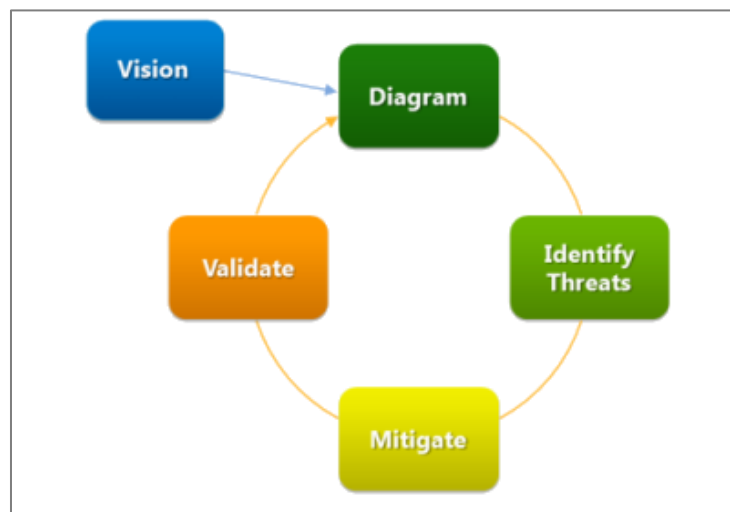 Vision
Diagram
Identify
Threats
Mitigate
Validate